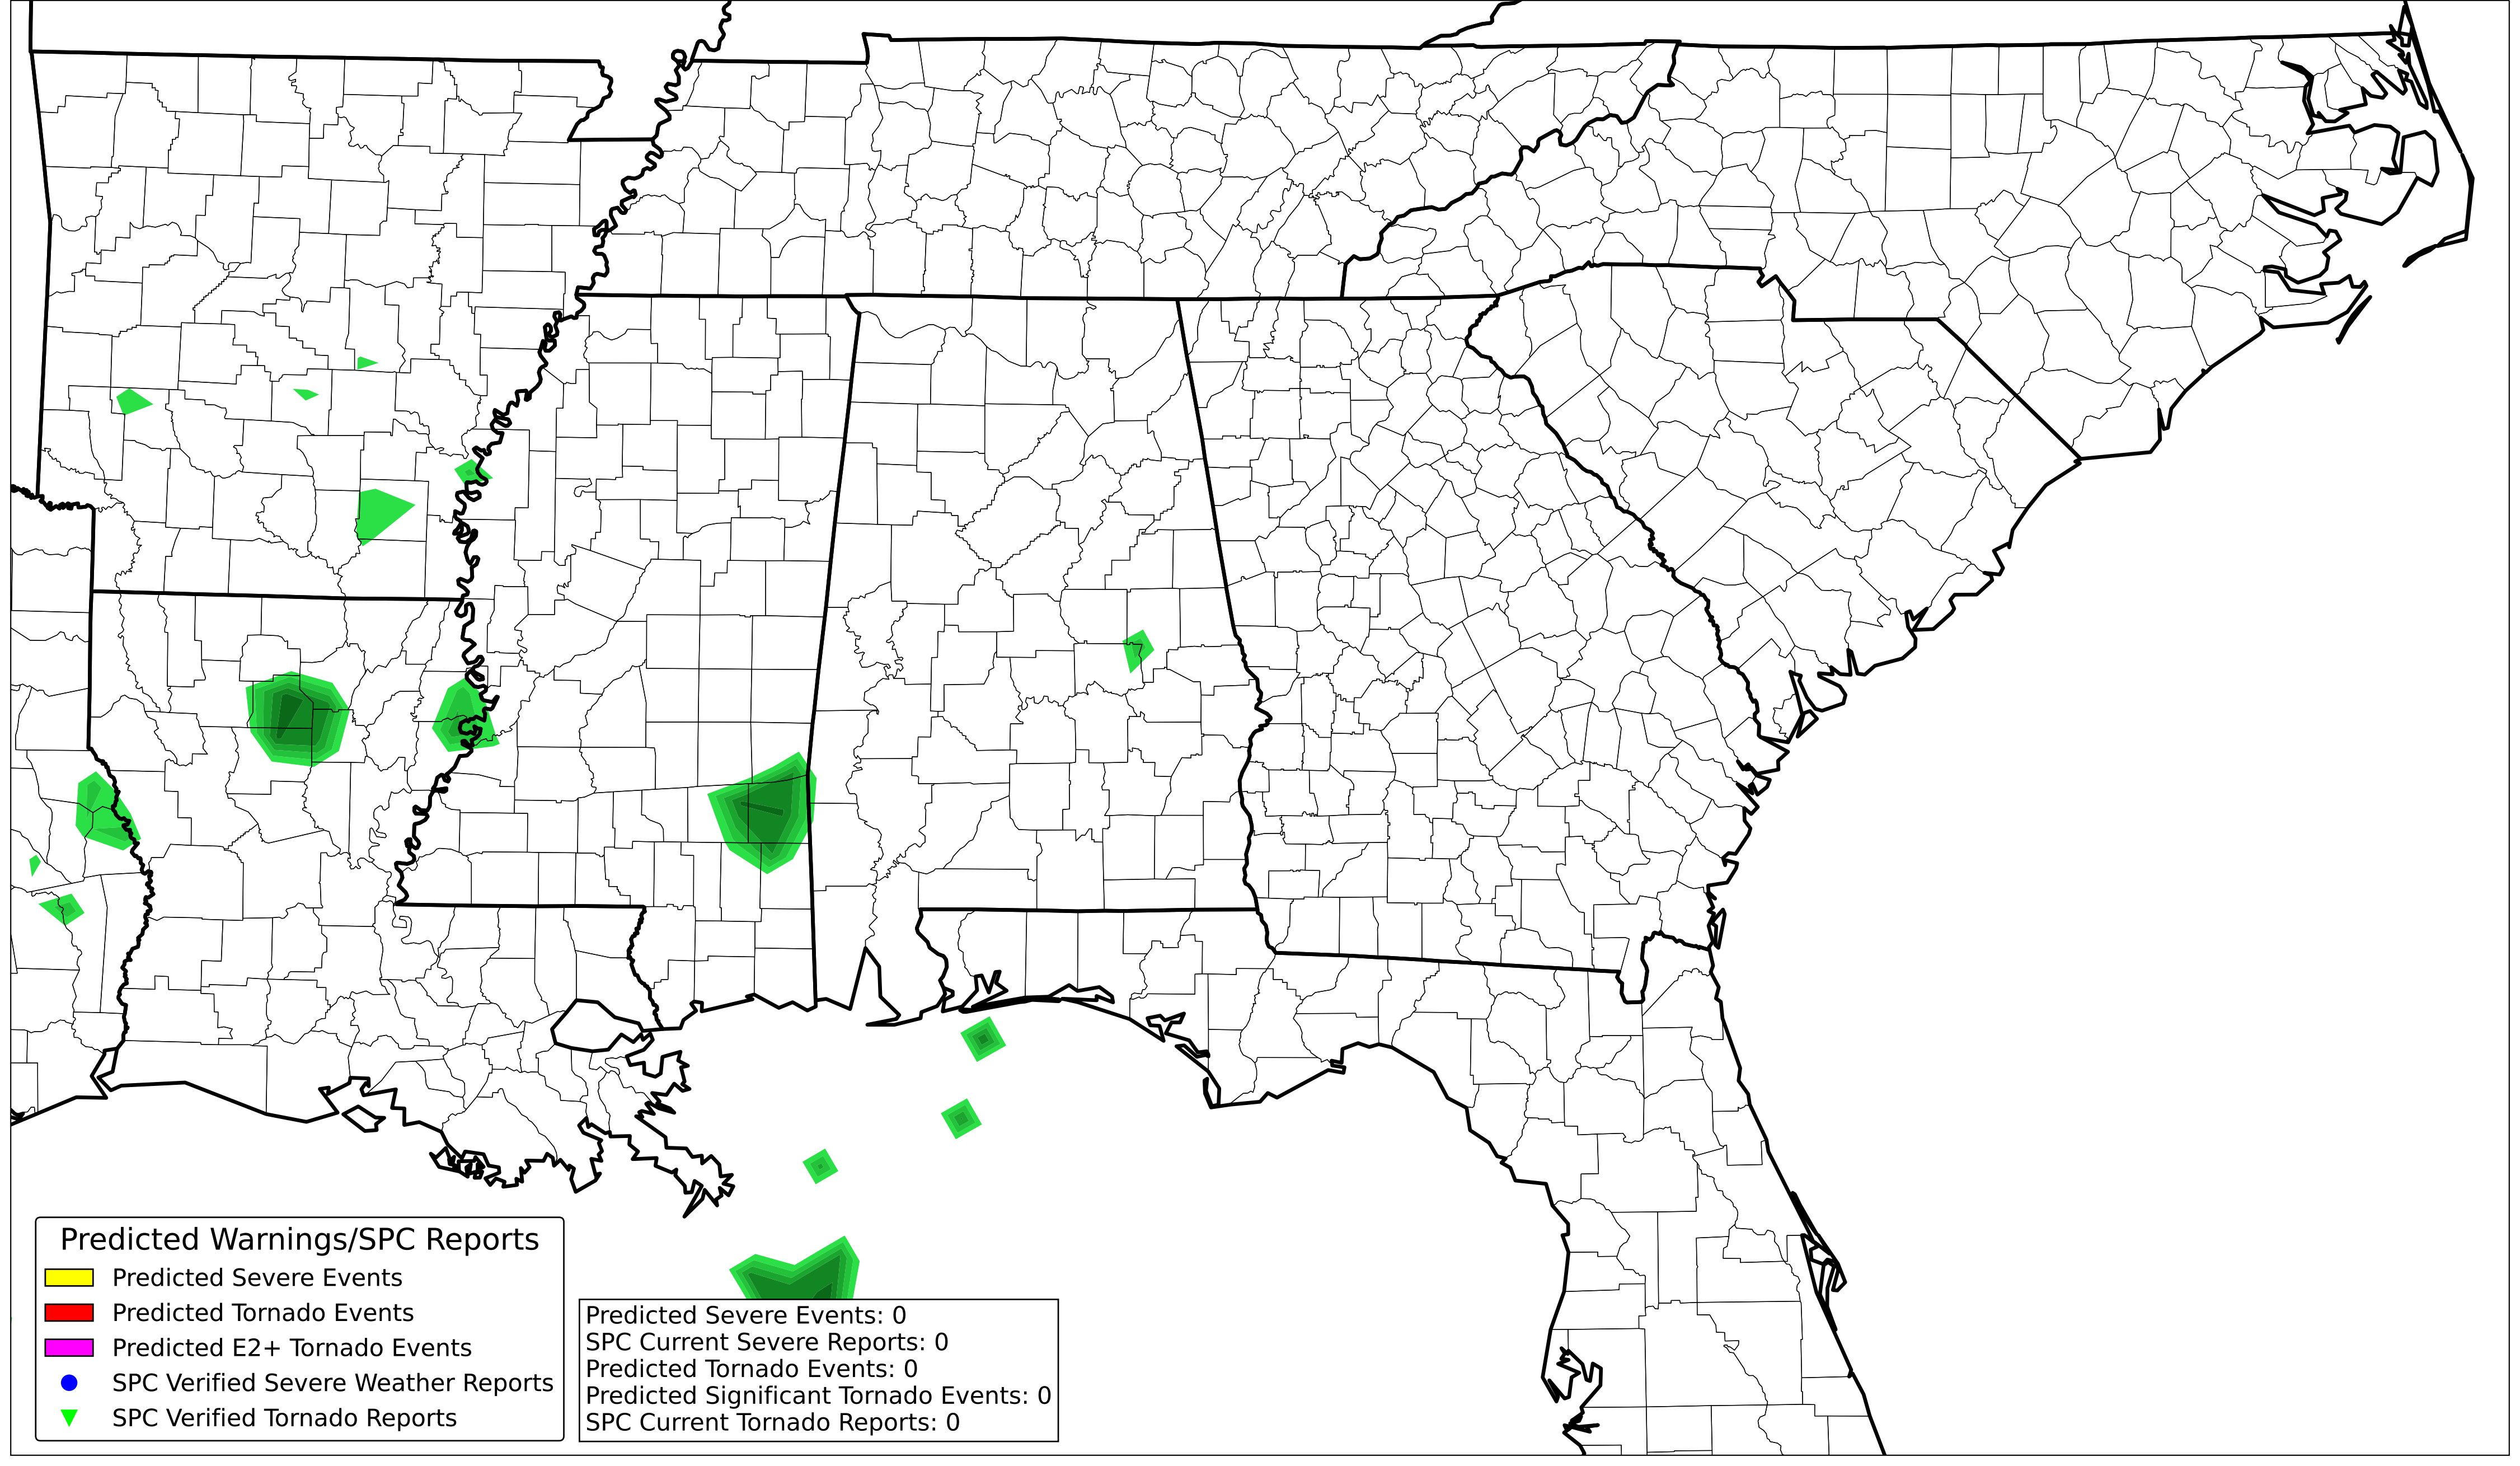 Predicted Warnings/SPC Reports
Predicted Severe Events
Predicted Tornado Events
Predicted E2+ Tornado Events
SPC Verified Severe Weather Reports
SPC Verified Tornado Reports
Predicted Severe Events: 0
SPC Current Severe Reports: 0
Predicted Tornado Events: 0
Predicted Significant Tornado Events: 0
SPC Current Tornado Reports: 0